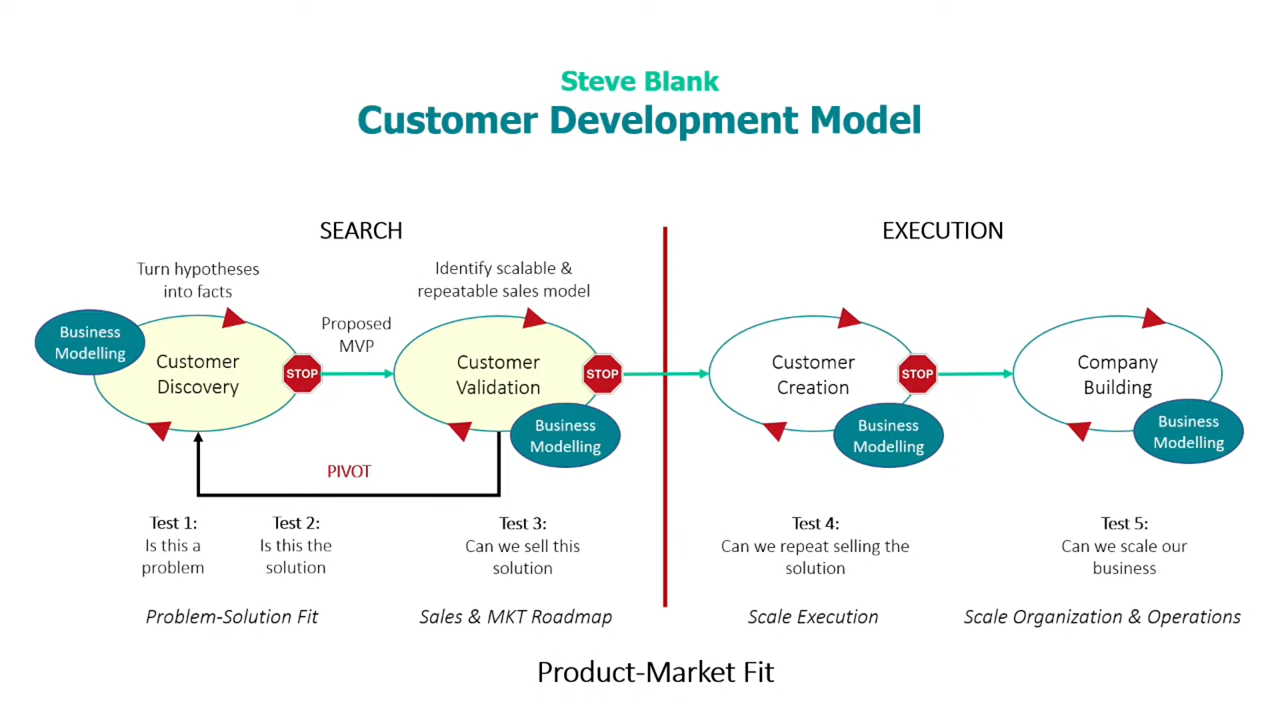 Steve Blank
Customer Development Model
SEARCH
EXECUTION
Turn hypotheses
into facts
Identify scalable &
repeatable sales model
Business
Modelling
Customer
Discovery
STOP
Proposed
MVP
Customer
Validation
STOP
Business
Modelling
Customer
Creation
STOP
Business
Modelling
Company
Building
Business
Modelling
PIVOT
Test 1:
Is this a
problem
Test 2:
Is this the
solution
Test 3:
Can we sell this
solution
Test 4:
Can we repeat selling the
solution
Test 5:
Can we scale our
business
Problem-Solution Fit
Sales & MKT Roadmap
Scale Execution
Scale Organization & Operations
Product-Market Fit